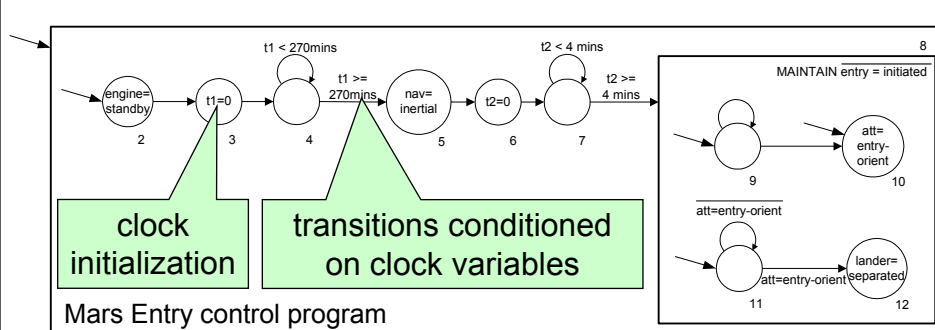 t1 < 270mins
t2 < 4 mins
8
MAINTAIN entry = initiated
engine=
standby
t1=0
t1 >=
270mins
nav=
inertial
t2=0
t2 >=
4 mins
2
3
4
5
6
7
att=
entry-
orient
9
10
att=entry-orient
clock
initialization
transitions conditioned
on clock variables
att=entry-orient
lander=
separated
11
12
Mars Entry control program